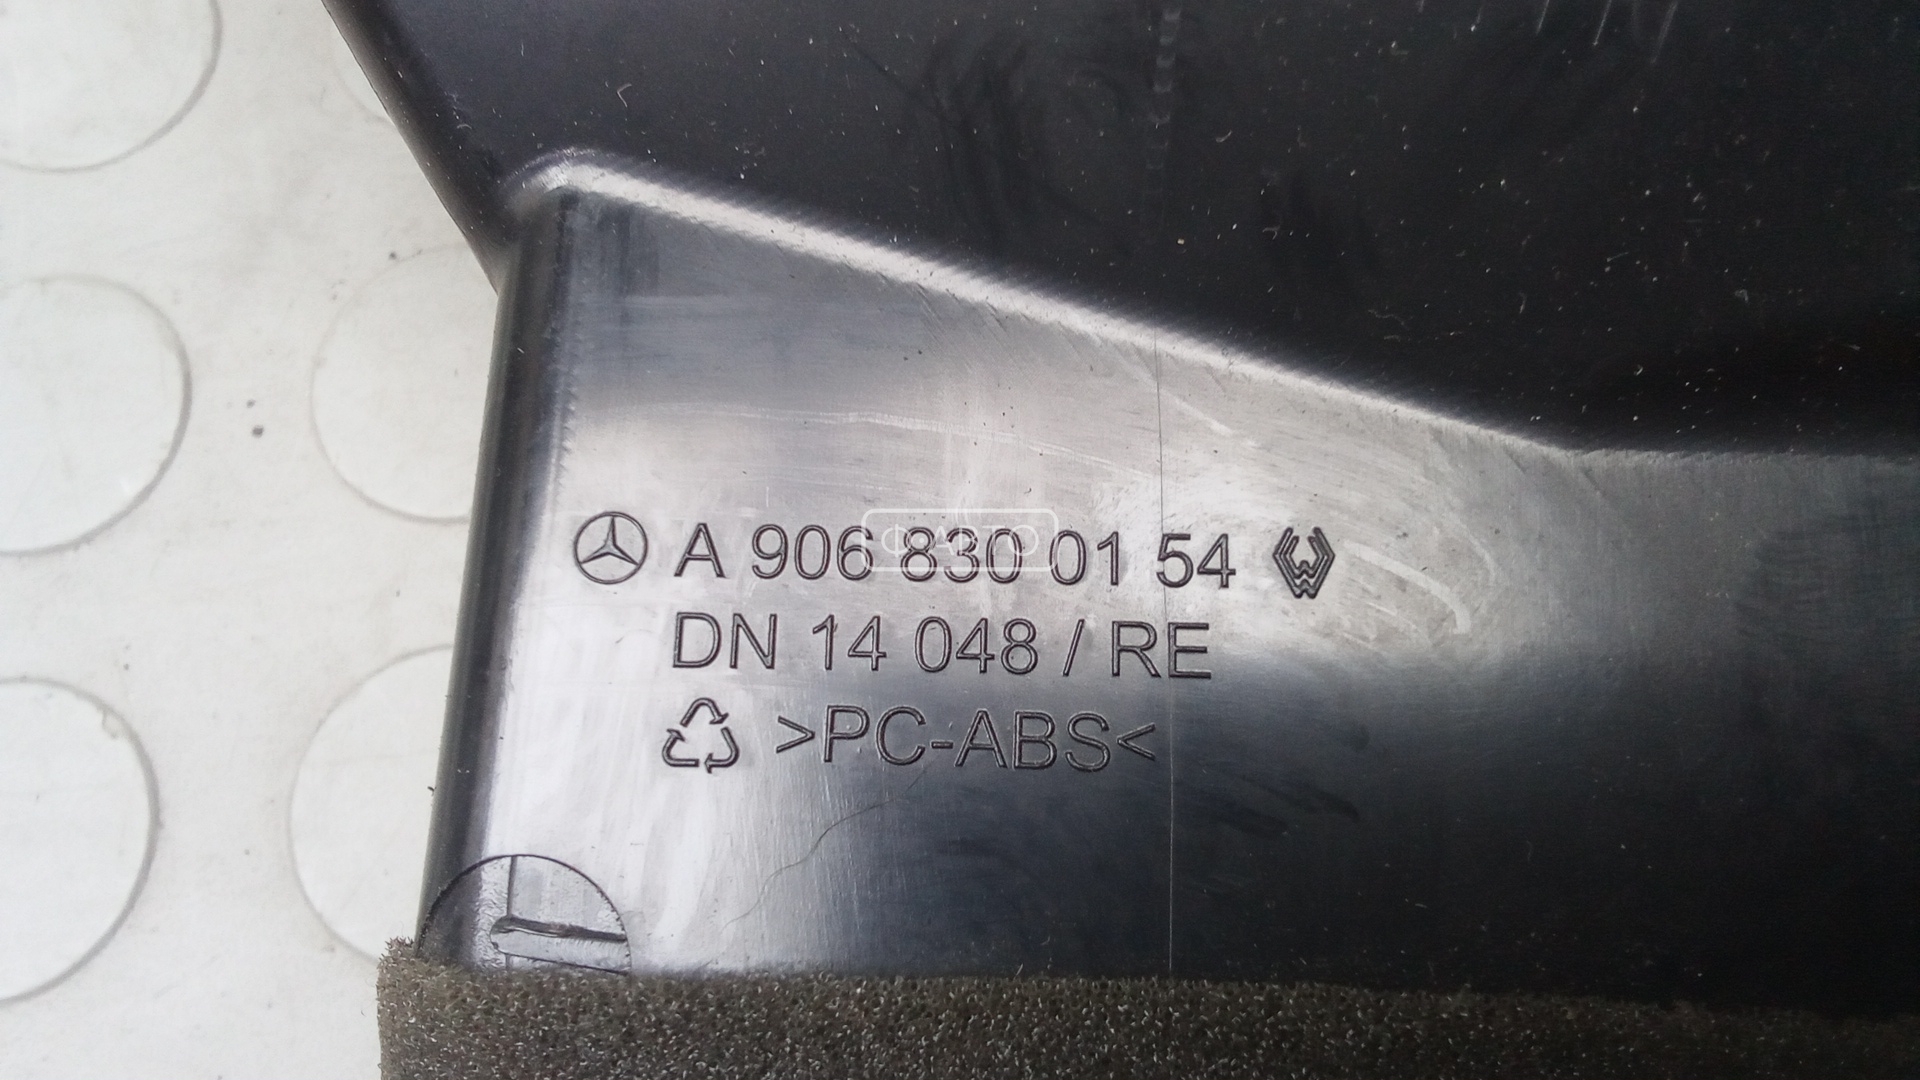 A 906 830 01 54
DN 14 048 / RE
>PC-ABS<